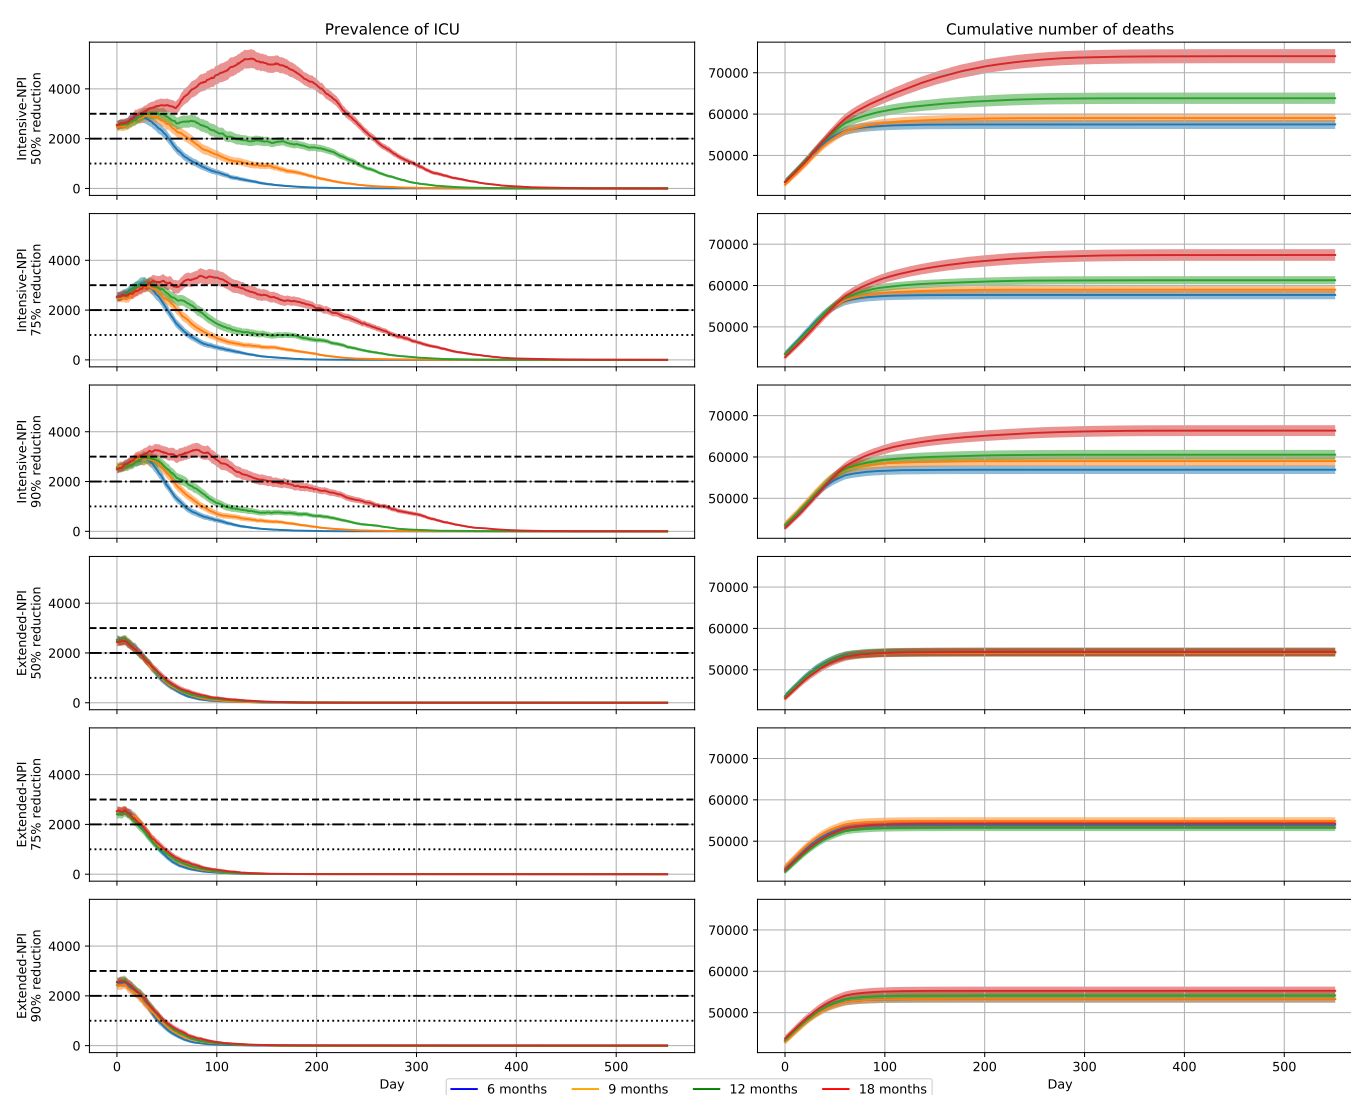 Prevalence of ICU
Cumulative number of deaths
Intensive-NPI
50% reduction
4000
2000
0
70000
60000
50000
Intensive-NPI
75% reduction
4000
2000
0
70000
60000
50000
Intensive-NPI
90% reduction
4000
2000
0
70000
60000
50000
Extended-NPI
50% reduction
4000
2000
0
70000
60000
50000
Extended-NPI
75% reduction
4000
2000
0
70000
60000
50000
Extended-NPI
90% reduction
4000
2000
0
70000
60000
50000
0 100 200 300 400 500
0 100 200 300 400 500
Day
Day
6 months 9 months 12 months 18 months